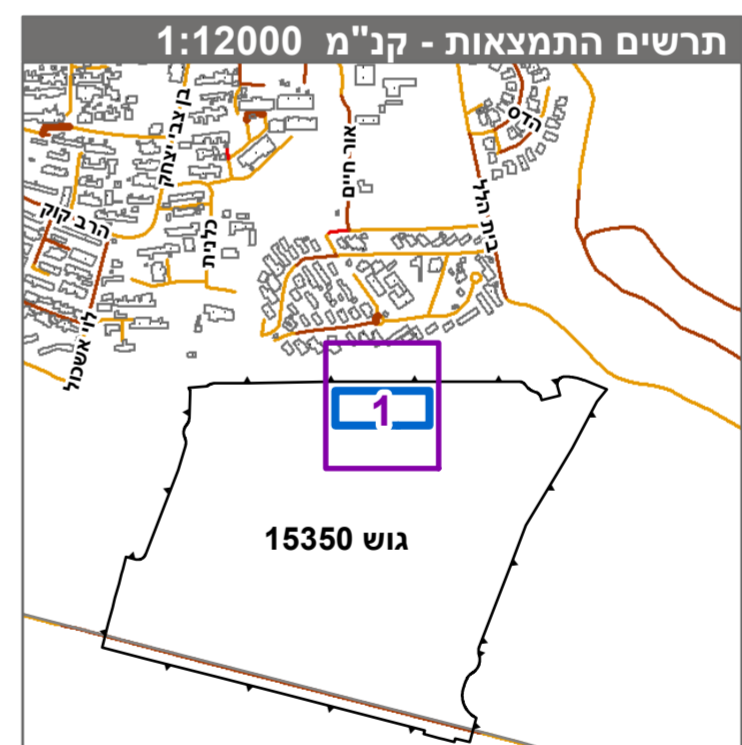 תרשים התמצאות - קנ"מ 1:12000
בן צבי יצחק
אור חיים
הדס
בית הלל
הרב קוק
כלנית
לוי אשכול
1
גוש 15350